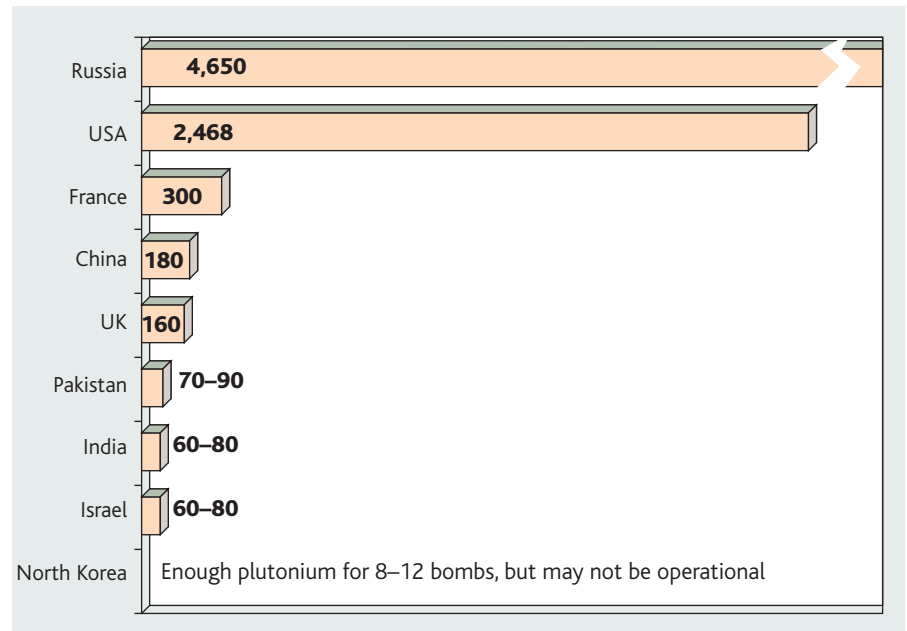 Russia 4,650
USA 2,468
France 300
China 180
UK 160
Pakistan 70–90
India 60–80
Israel 60–80
North Korea Enough plutonium for 8–12 bombs, but may not be operational